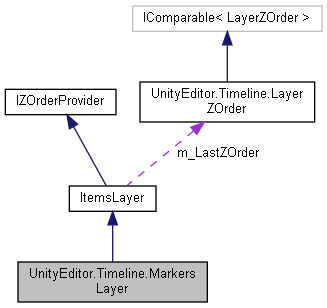 IComparable< LayerZOrder >
IZOrderProvider
UnityEditor.Timeline.Layer
ZOrder
m_LastZOrder
ItemsLayer
UnityEditor.Timeline.Markers
Layer